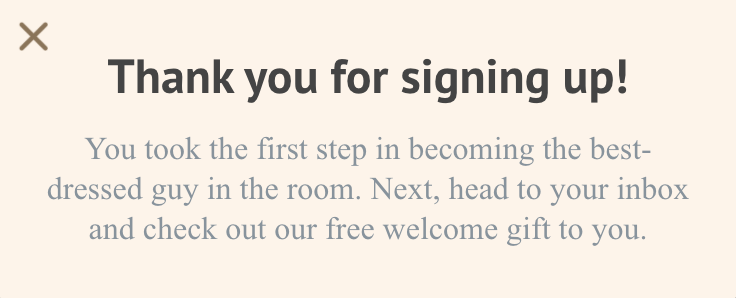 Thank you for signing up!
You took the first step in becoming the best-
dressed guy in the room. Next, head to your inbox
and check out our free welcome gift to you.